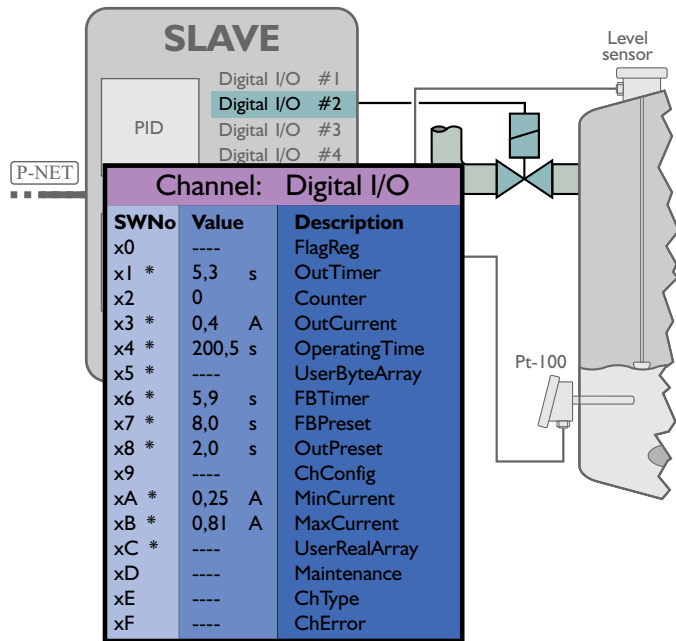 SLAVE
Level
sensor
Digital I/O #1
Digital I/O #2
Digital I/O #3
Digital I/O #4
PID
P-NET
Channel: Digital I/O
SWNo Value Description
x0 ---- FlagReg
x1 * 5,3 s OutTimer
x2 0 Counter
x3 * 0,4 A OutCurrent
x4 * 200,5 s OperatingTime
x5 * ---- UserByteArray
x6 * 5,9 s FBTimer
x7 * 8,0 s FBPreset
x8 * 2,0 s OutPreset
x9 ---- ChConfig
xA * 0,25 A MinCurrent
xB * 0,81 A MaxCurrent
xC * ---- UserRealArray
xD ---- Maintenance
xE ---- ChType
xF ---- ChError
Pt-100